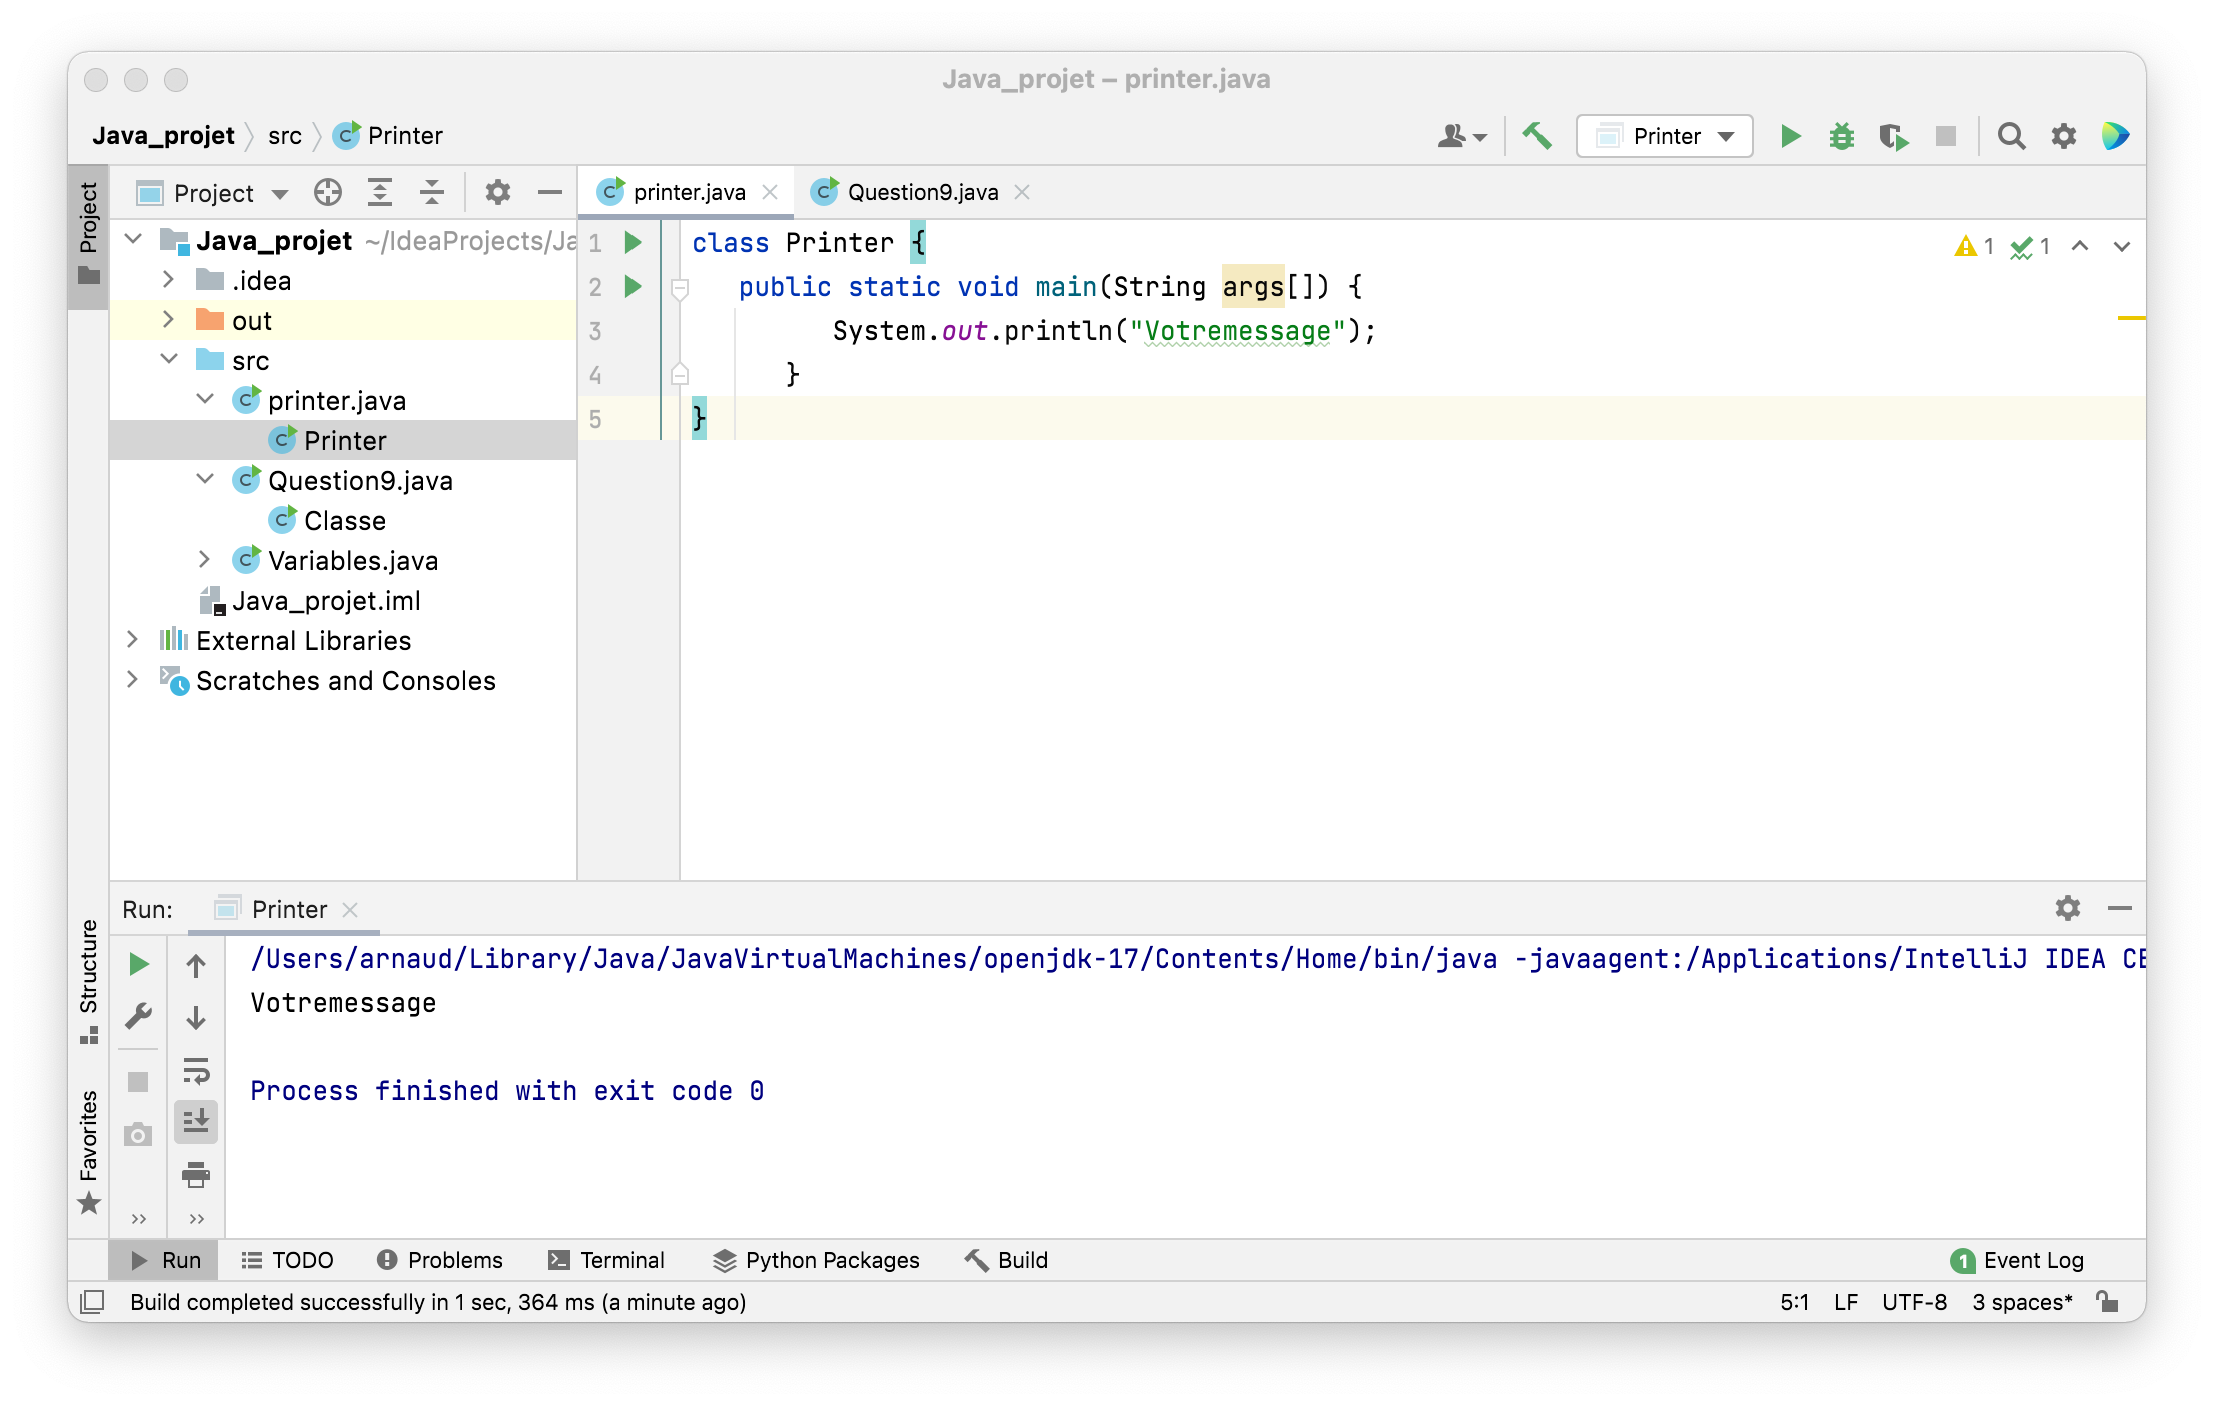 Java_projet – printer.java
Java_projet src Printer
Printer
Project
Project
printer.java
Question9.java
Java_projet ~/IdeaProjects/Ja
.idea
out
src
printer.java
Printer
Question9.java
Classe
Variables.java
Java_projet.iml
External Libraries
Scratches and Consoles
1 class Printer {
2 public static void main(String args[]) {
3 System.out.println("Votremessage");
4 }
5 }
1 1
Run: Printer
Structure
Favorites
/Users/arnaud/Library/Java/JavaVirtualMachines/openjdk-17/Contents/Home/bin/java -javaagent:/Applications/IntelliJ IDEA CE
Votremessage
Process finished with exit code 0
Run TODO Problems Terminal Python Packages Build 1 Event Log
Build completed successfully in 1 sec, 364 ms (a minute ago) 5:1 LF UTF-8 3 spaces*